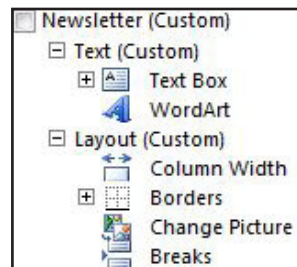 Newsletter (Custom)
Text (Custom)
Text Box
WordArt
Layout (Custom)
Column Width
Borders
Change Picture
Breaks